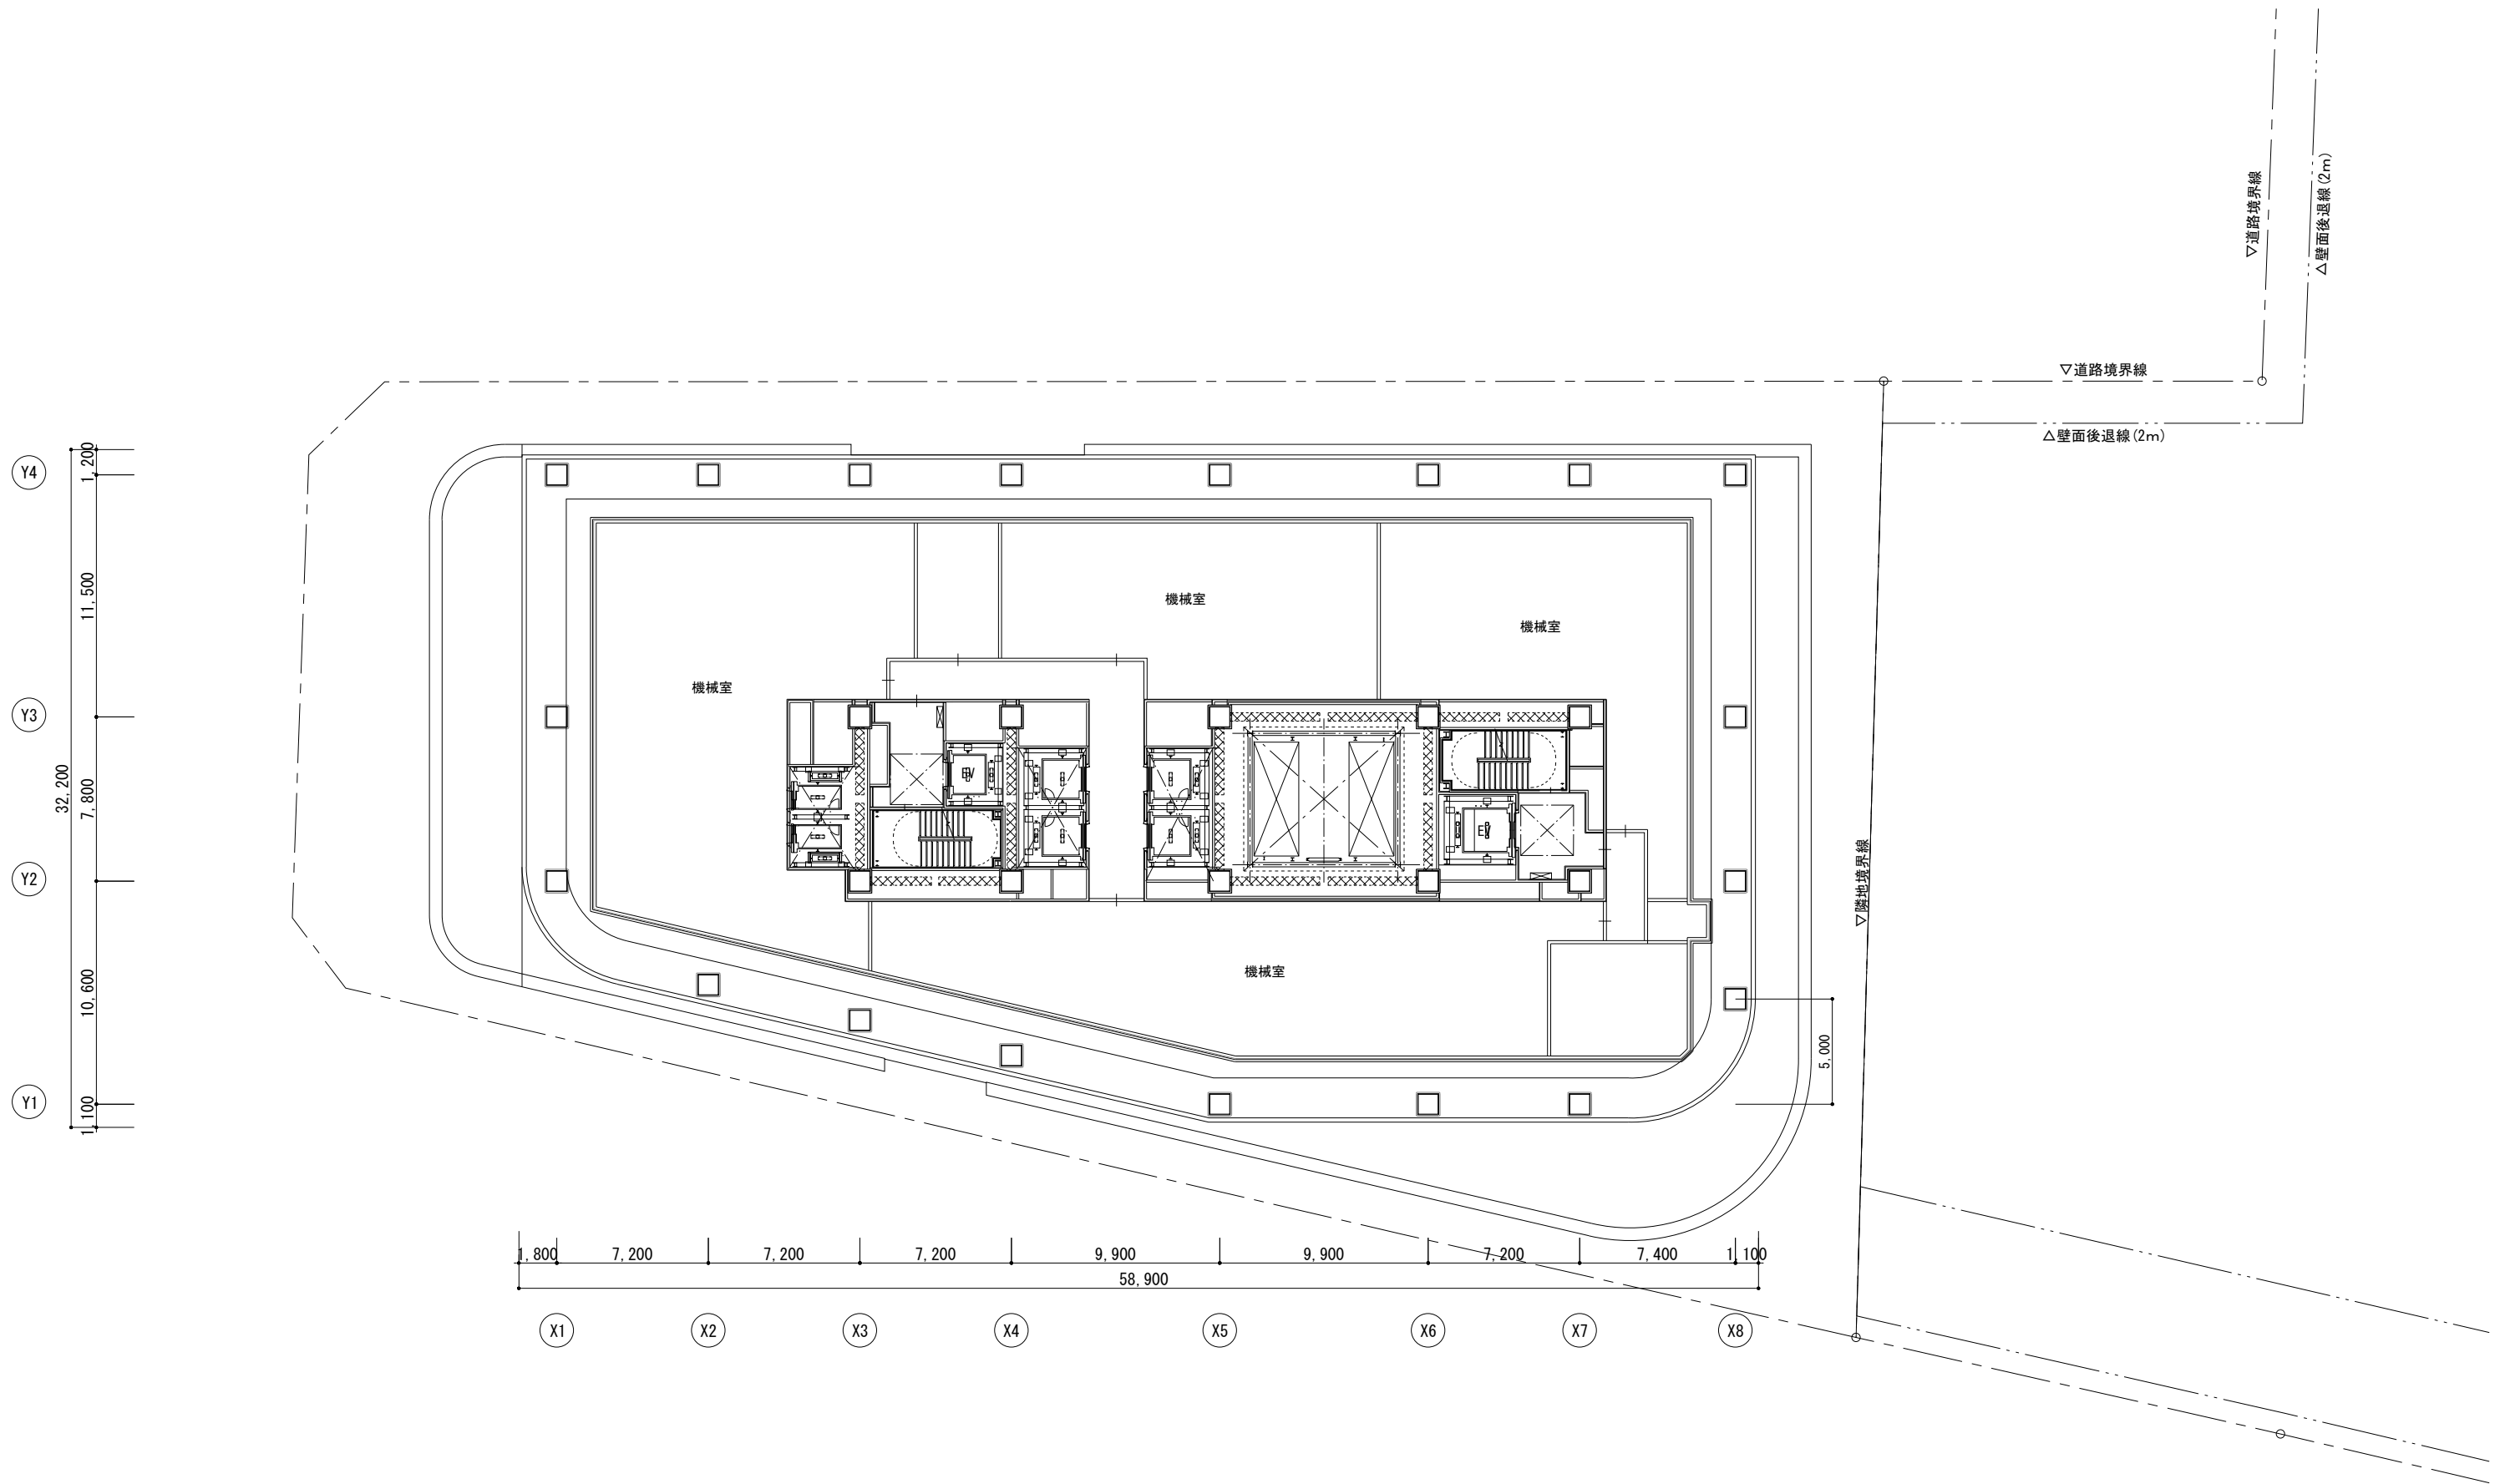 ▽道路境界線
△壁面後退線(2m)
▽道路境界線
△壁面後退線(2m)
Y4
1,200
11,500
機械室
機械室
機械室
Y3
32,200
7,800
EV
EV
Y2
▽隣地境界線
10,600
機械室
5,000
Y1
1,100
1,800
7,200
7,200
7,200
9,900
9,900
7,200
7,400
1,100
58,900
X1
X2
X3
X4
X5
X6
X7
X8